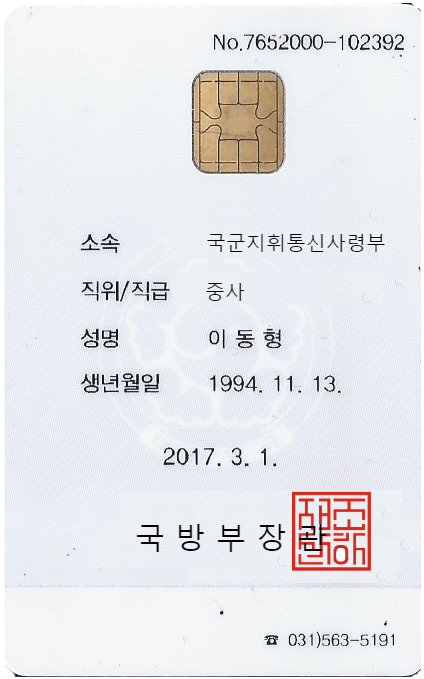 No.7652000-102392
소속 국군지휘통신사령부
직위/직급 중사
성명 이 동 형
생년월일 1994. 11. 13.
2017. 3. 1.
국 방 부 장 관
☎ 031)563-5191